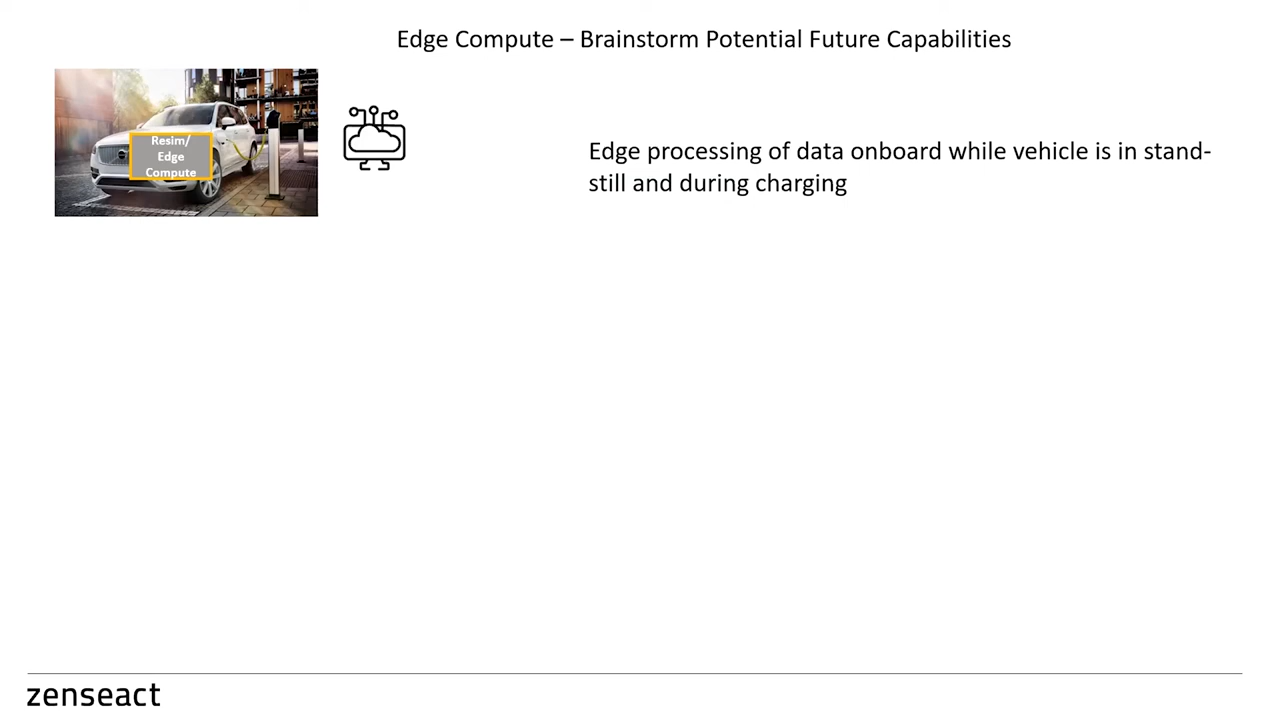 Edge Compute – Brainstorm Potential Future Capabilities
Resim/
Edge
Compute
Edge processing of data onboard while vehicle is in stand-
still and during charging
zenseact